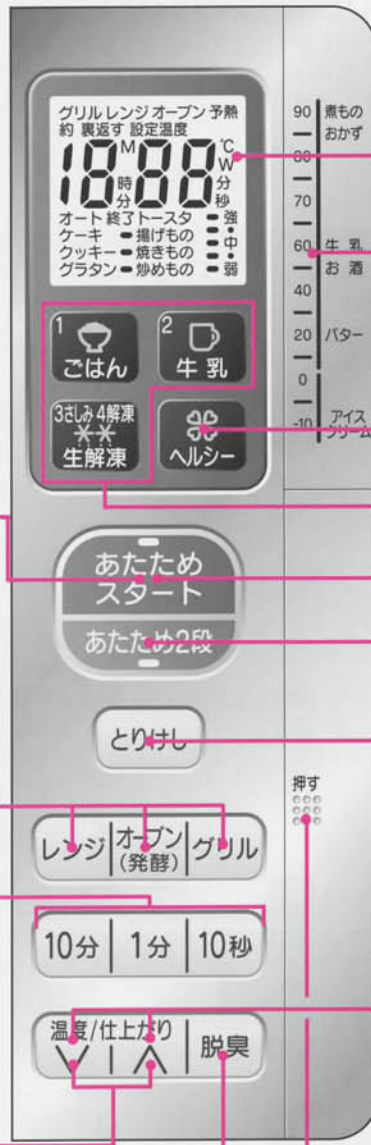 グリル レンジ オーブン 予熱
約 裏返す 設定温度
18 M 88 ℃ W
時 分 分 秒
オート 終了 トースタ 強
ケーキ 揚げもの
クッキー 焼きもの 中
グラタン 炒めもの 弱
1 ごはん
2 牛乳
3さしみ 4解凍
生解凍
ヘルシー
あたため
スタート
あたため2段
とりけし
レンジ オーブン グリル
(発酵)
10分 1分 10秒
温度/仕上がり 脱臭
90 煮もの
おかず
80
70
60 牛乳
お酒
40
20 バター
0
-10 アイス
クリーム
押す